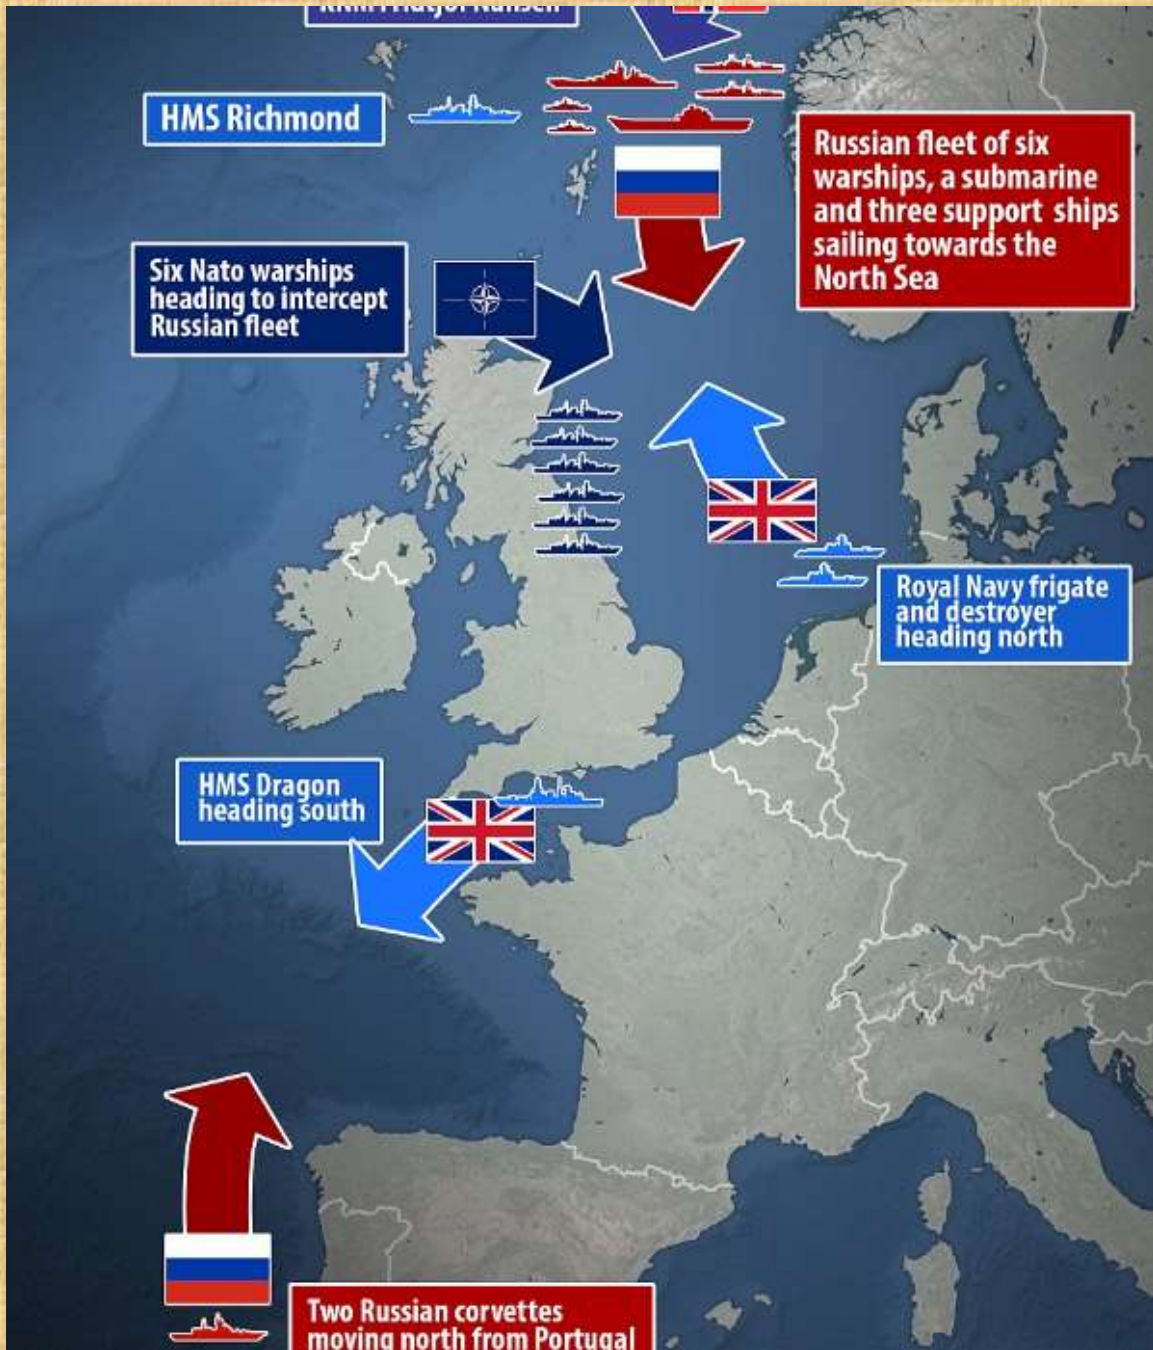 HMS Richmond
Russian fleet of six
warships, a submarine
and three support ships
sailing towards the
North Sea
Six Nato warships
heading to intercept
Russian fleet
Royal Navy frigate
and destroyer
heading north
HMS Dragon
heading south
Two Russian corvettes
moving north from Portugal